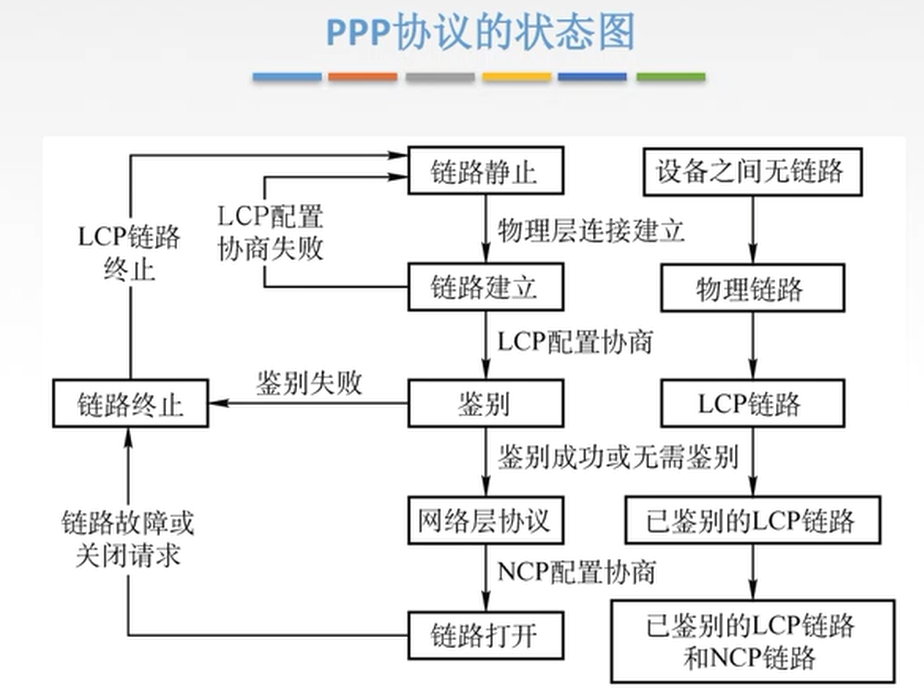 PPP协议的状态图
链路静止
设备之间无链路
LCP配置
协商失败
物理层连接建立
LCP链路
终止
链路建立
物理链路
LCP配置协商
鉴别失败
链路终止
鉴别
LCP链路
鉴别成功或无需鉴别
链路故障或
关闭请求
网络层协议
已鉴别的LCP链路
NCP配置协商
链路打开
已鉴别的LCP链路
和NCP链路